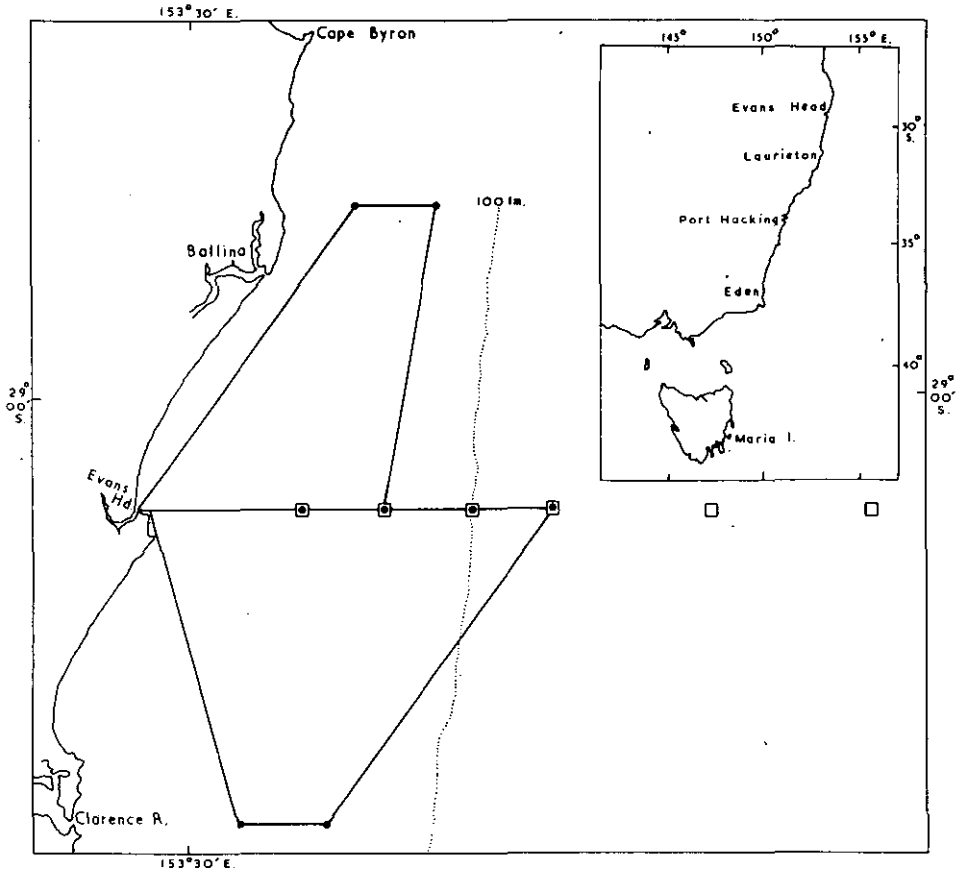 153° 30′ E.
Cape Byron
145°
150°
155° E.
Evans Head
30°
S.
Laurieton
100 fm.
Port Hacking
35°
Ballina
Eden
40°
29°
00′
S.
29°
00′
S.
Maria I.
Evans
Hd
Clarence R.
153° 30′ E.